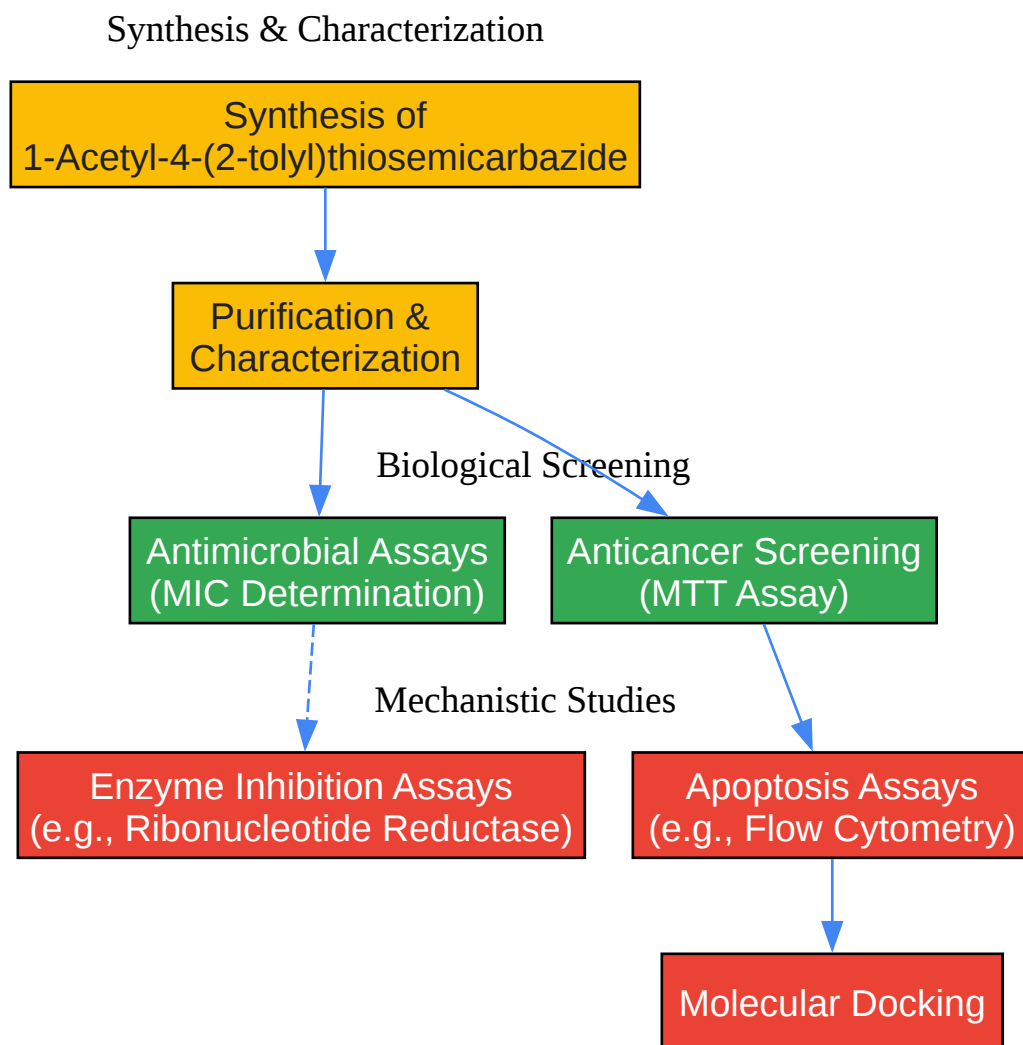 Synthesis & Characterization
Synthesis of
1-Acetyl-4-(2-tolyl)thiosemicarbazide
Purification &
Characterization
Biological Screening
Antimicrobial Assays
(MIC Determination)
Anticancer Screening
(MTT Assay)
Mechanistic Studies
Enzyme Inhibition Assays
(e.g., Ribonucleotide Reductase)
Apoptosis Assays
(e.g., Flow Cytometry)
Molecular Docking